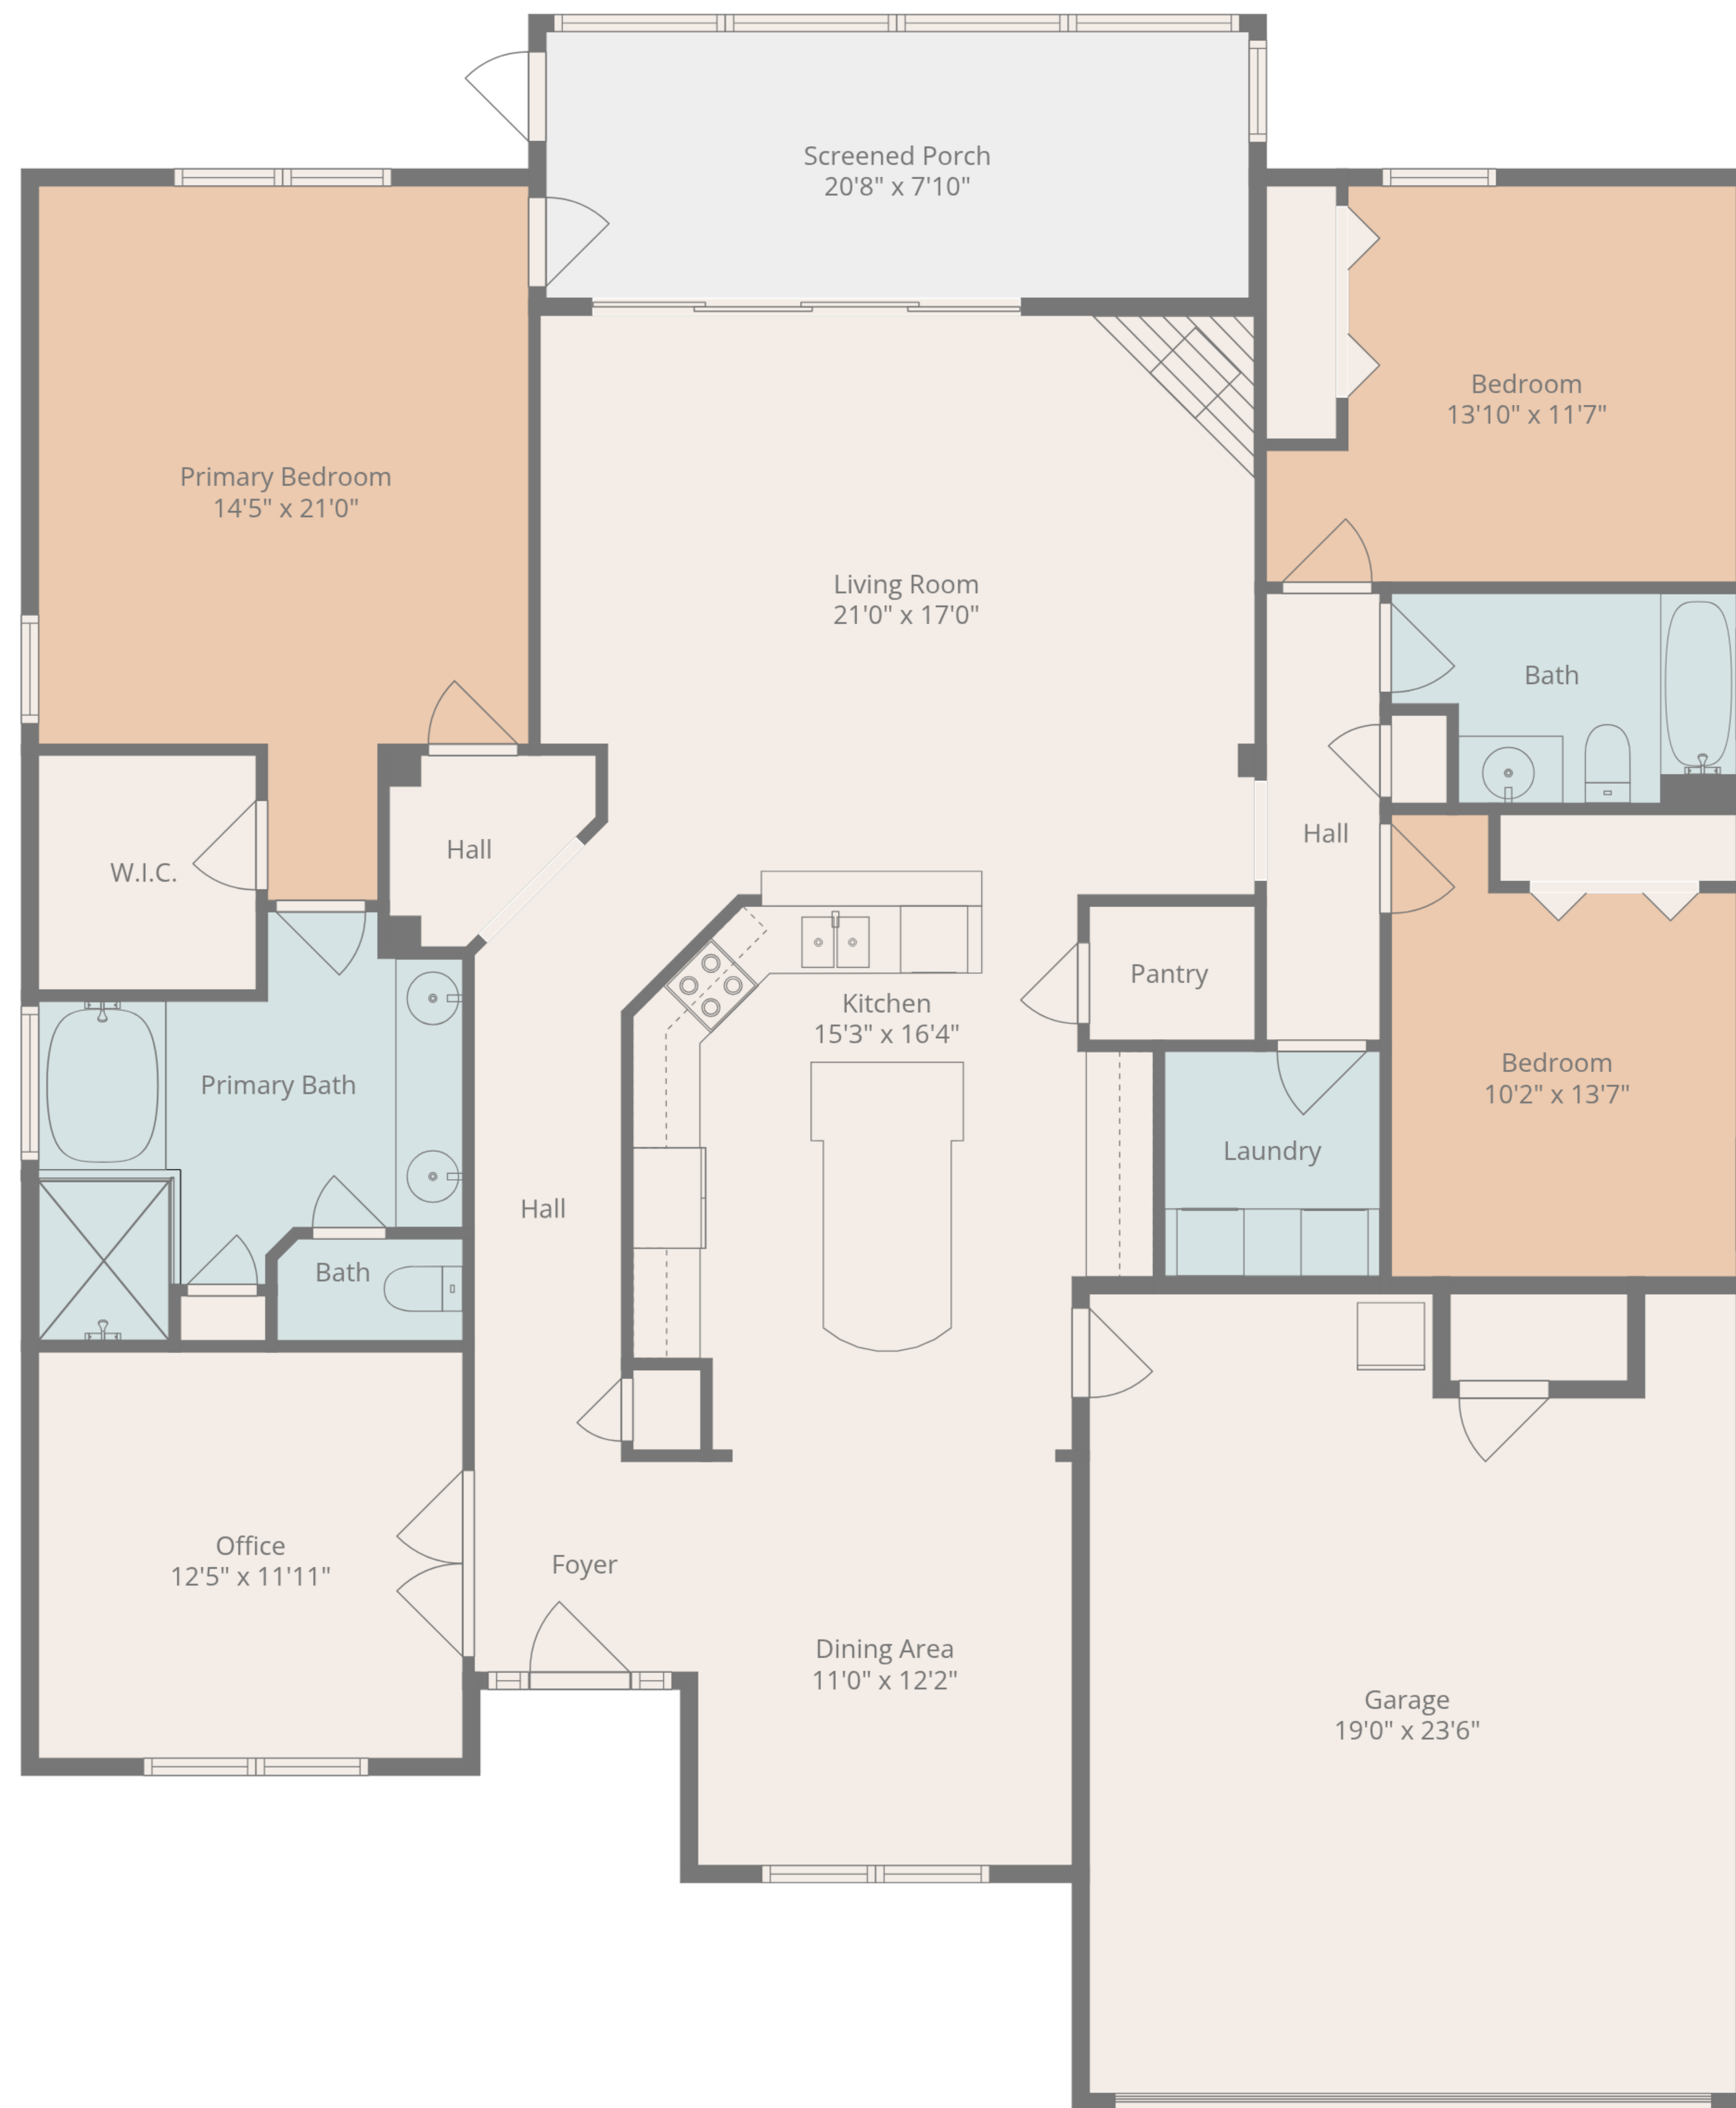 Screened Porch
20'8" x 7'10"
Bedroom
13'10" x 11'7"
Primary Bedroom
14'5" x 21'0"
Living Room
21'0" x 17'0"
Bath
Hall
Hall
W.I.C.
Pantry
Kitchen
15'3" x 16'4"
Bedroom
10'2" x 13'7"
Primary Bath
Laundry
Hall
Bath
Office
12'5" x 11'11"
Foyer
Dining Area
11'0" x 12'2"
Garage
19'0" x 23'6"